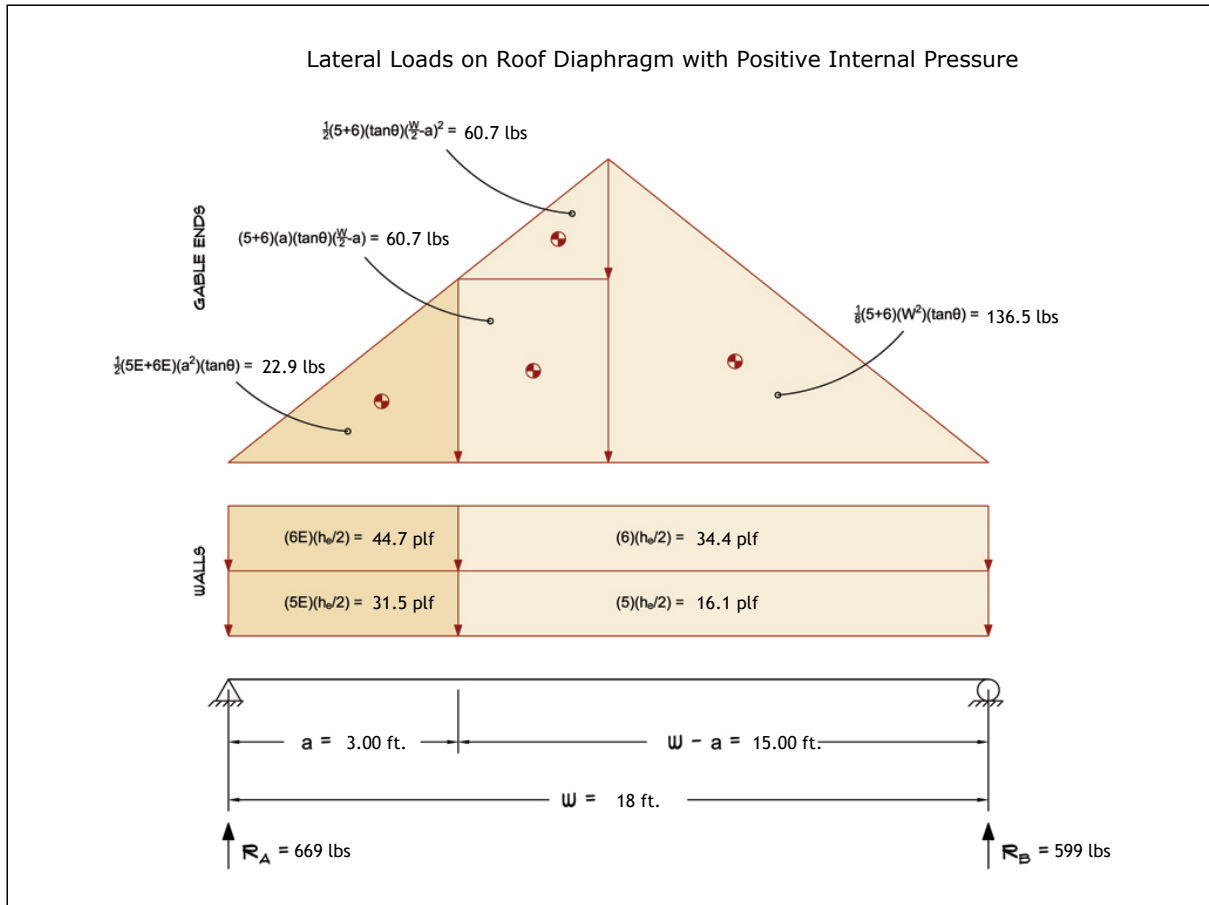 Lateral Loads on Roof Diaphragm with Positive Internal Pressure
½(5+6)(tanθ)(W/2-a)² = 60.7 lbs
GABLE ENDS
(5+6)(a)(tanθ)(W/2-a) = 60.7 lbs
⅛(5+6)(W²)(tanθ) = 136.5 lbs
½(5E+6E)(a²)(tanθ) = 22.9 lbs
WALLS
(6E)(hₑ/2) = 44.7 plf
(6)(hₑ/2) = 34.4 plf
(5E)(hₑ/2) = 31.5 plf
(5)(hₑ/2) = 16.1 plf
a = 3.00 ft.
W - a = 15.00 ft.
W = 18 ft.
R_A = 669 lbs
R_B = 599 lbs